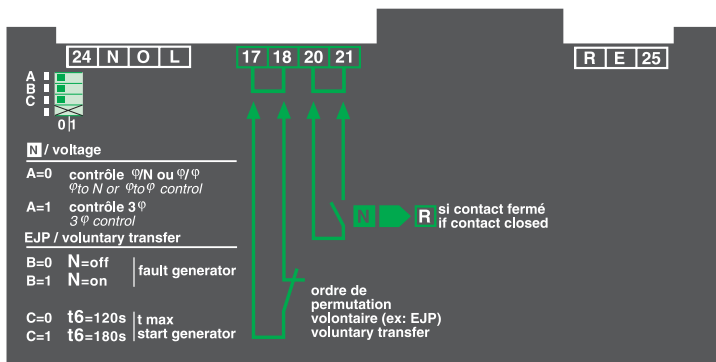 24 N O L
17 18 20 21
R E 25
A
B
C
0 1
N / voltage
A=0 contrôle φ/N ou φ/φ
φto N or φtoφ control
A=1 contrôle 3φ
3φ control
EJP / voluntary transfer
B=0 N=off
B=1 N=on
fault generator
C=0 t6=120s
C=1 t6=180s
t max
start generator
N R
si contact fermé
if contact closed
ordre de
permutation
volontaire (ex: EJP)
voluntary transfer